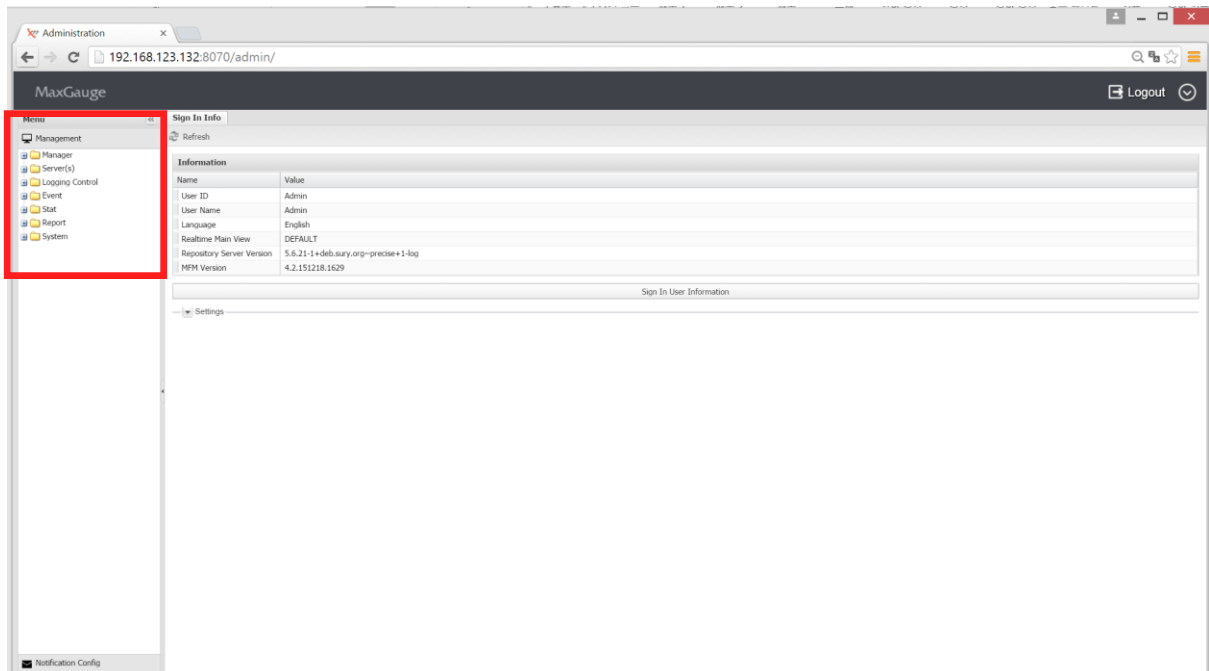 Administration
192.168.123.132:8070/admin/
MaxGauge
Logout
Menu
Sign In Info
Management
Refresh
Manager
Server(s)
Logging Control
Event
Stat
Report
System
Information
Name Value
User ID Admin
User Name Admin
Language English
Realtime Main View DEFAULT
Repository Server Version 5.6.21-1+deb.sury.org~precise+1-log
MFM Version 4.2.151218.1629
Sign In User Information
Settings
Notification Config